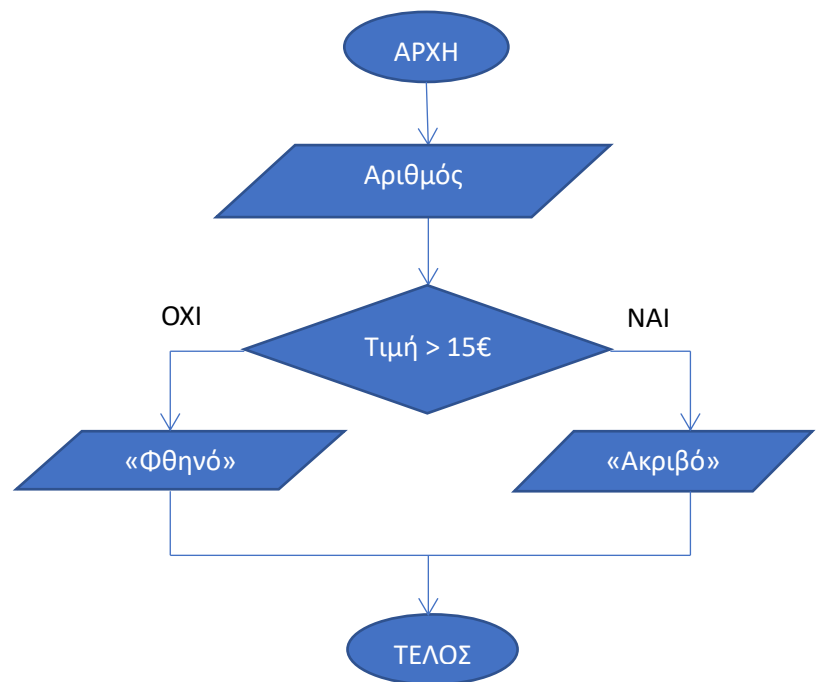 ΑΡΧΗ
Αριθμός
Τιμή > 15€
ΟΧΙ
ΝΑΙ
«Φθηνό»
«Ακριβό»
ΤΕΛΟΣ